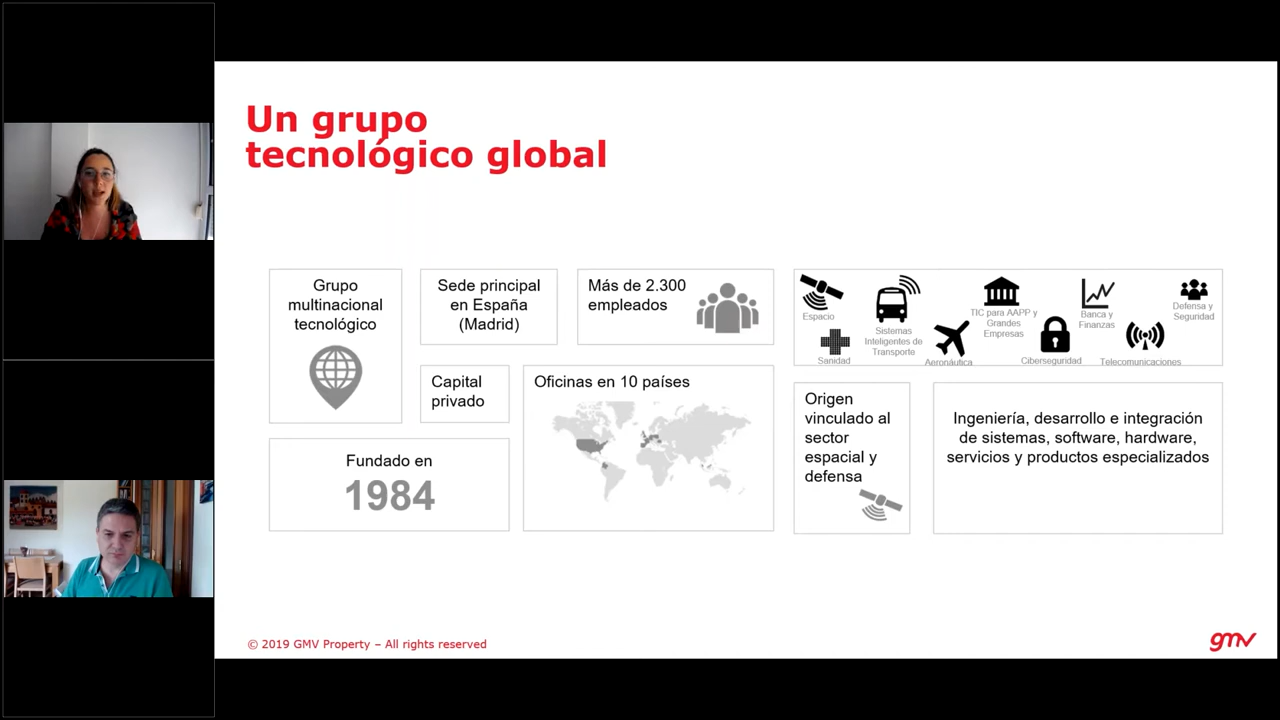 Un grupo
tecnológico global
Grupo
multinacional
tecnológico
Sede principal
en España
(Madrid)
Más de 2.300
empleados
Capital
privado
Fundado en
1984
Oficinas en 10 países
Espacio
Sanidad
Sistemas
Inteligentes de
Transporte
Aeronáutica
TIC para AAPP y
Grandes
Empresas
Ciberseguridad
Banca y
Finanzas
Telecomunicaciones
Defensa y
Seguridad
Origen
vinculado al
sector
espacial y
defensa
Ingeniería, desarrollo e integración
de sistemas, software, hardware,
servicios y productos especializados
© 2019 GMV Property – All rights reserved
gmv